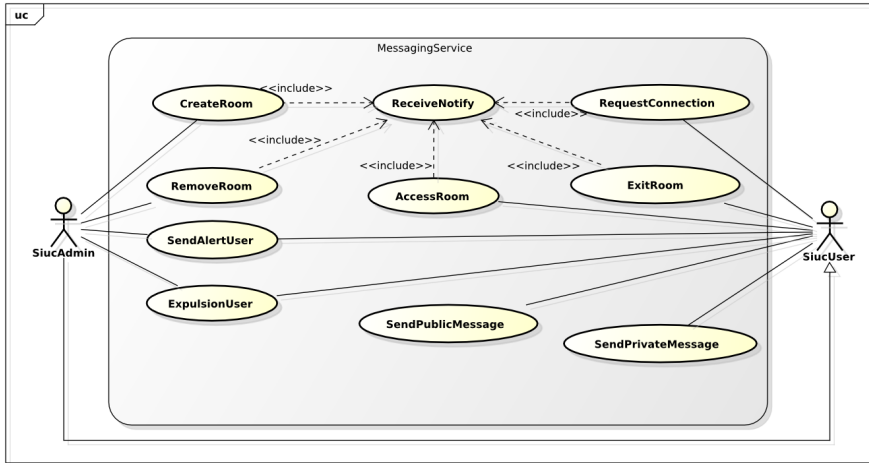 uc
MessagingService
<<include>>
CreateRoom
ReceiveNotify
RequestConnection
<<include>>
<<include>>
<<include>>
<<include>>
RemoveRoom
AccessRoom
ExitRoom
SendAlertUser
SiucAdmin
SiucUser
ExpulsionUser
SendPublicMessage
SendPrivateMessage